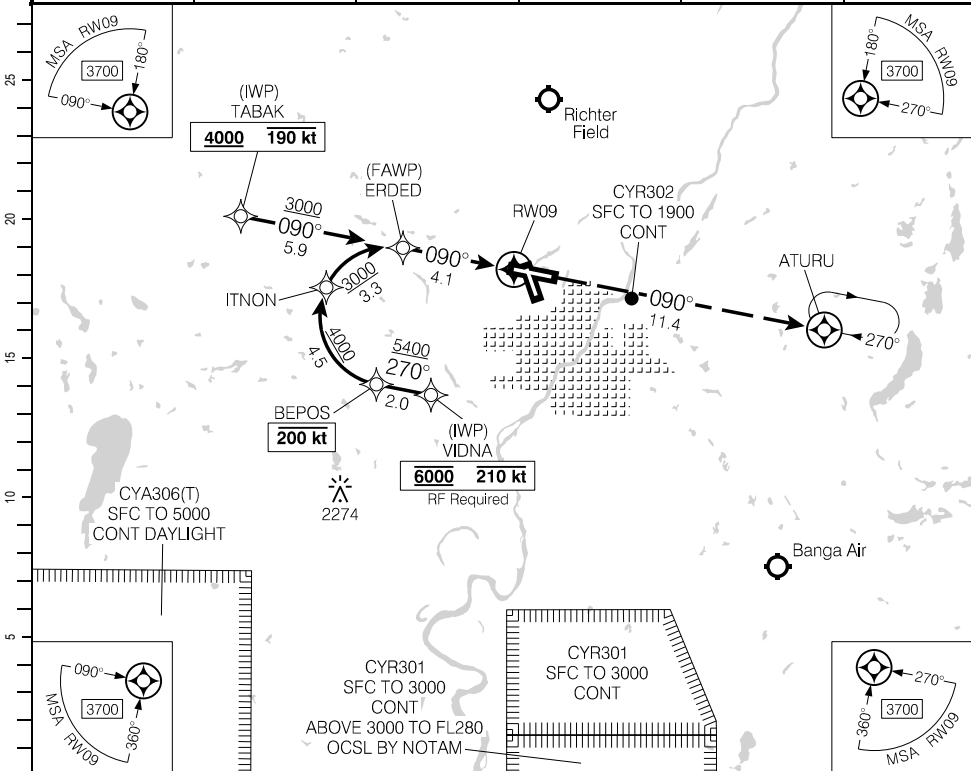 MSA RW09
3700
180°
090°
MSA RW09
3700
180°
270°
25
20
15
10
5
(IWP)
TABAK
4000 190 kt
Richter
Field
(FAWP)
ERDED
3000
090°
5.9
RW09
CYR302
SFC TO 1900
CONT
090°
4.1
ATURU
ITNON
3000
3.3
090°
11.4
270°
4000
4.5
5400
270°
2.0
BEPOS
200 kt
(IWP)
VIDNA
6000 210 kt
RF Required
2274
CYA306(T)
SFC TO 5000
CONT DAYLIGHT
Banga Air
CYR301
SFC TO 3000
CONT
ABOVE 3000 TO FL280
OCSL BY NOTAM
CYR301
SFC TO 3000
CONT
090°
3700
360°
MSA RW09
270°
3700
360°
MSA RW09